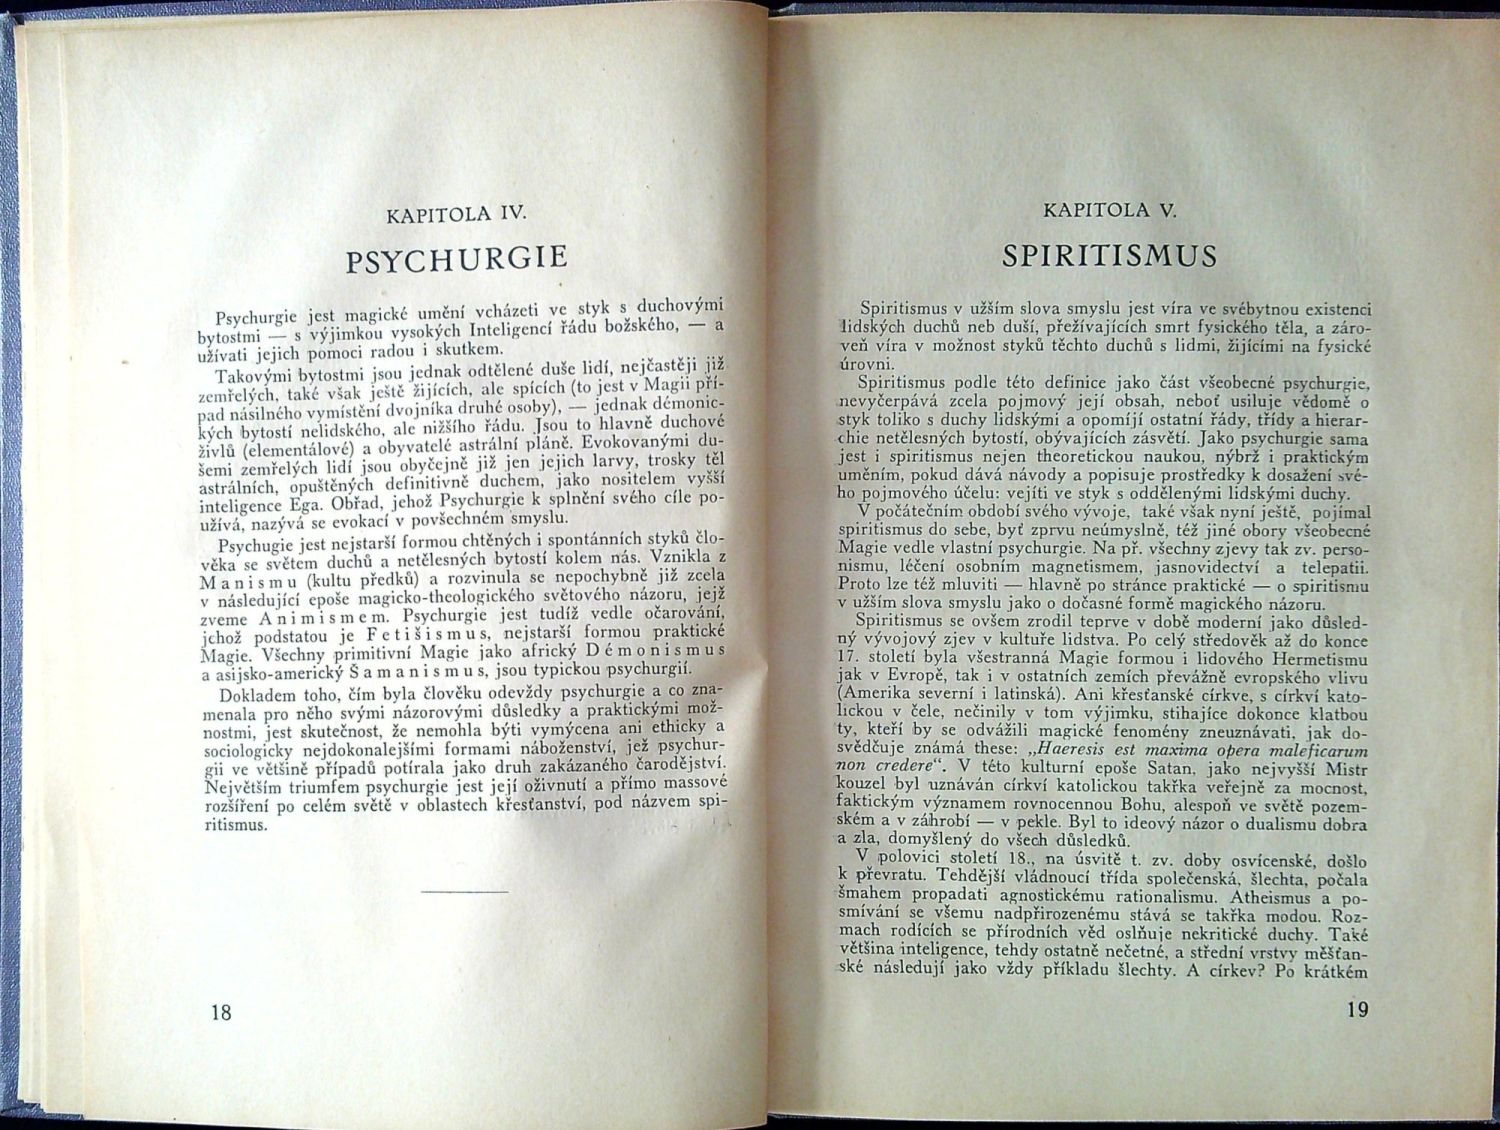 KAPITOLA IV.
PSYCHURGIE
Psychurgie jest magické umění vcházeti ve styk s duchovými
bytostmi — s výjimkou vysokých Inteligencí řádu božského, — a
užívati jejich pomoci radou i skutkem.
Takovými bytostmi jsou jednak odtělené duše lidí, nejčastěji již
zemřelých, také však ještě žijících, ale spících (to jest v Magii pří-
pad násilného vymístění dvojníka druhé osoby), — jednak démonic-
kých bytostí nelidského, ale nižšího řádu. Jsou to hlavně duchové
živlů (elementálové) a obyvatelé astrální pláně. Evokovanými du-
šemi zemřelých lidí jsou obyčejně již jen jejich larvy, trosky těl
astrálních, opuštěných definitivně duchem, jako nositelem vyšší
inteligence Ega. Obřad, jehož Psychurgie k splnění svého cíle po-
užívá, nazývá se evokací v povšechném smyslu.
Psychugie jest nejstarší formou chtěných i spontánních styků člo-
věka se světem duchů a netělesných bytostí kolem nás. Vznikla z
Manismu (kultu předků) a rozvinula se nepochybně již zcela
v následující epoše magicko-theologického světového názoru, jejž
zveme Animismem. Psychurgie jest tudíž vedle očarování,
jchož podstatou je Fetišismus, nejstarší formou praktické
Magie. Všechny primitivní Magie jako africký Démonismus
a asijsko-americký Šamanismus, jsou typickou psychurgií.
Dokladem toho, čím byla člověku odevždy psychurgie a co zna-
menala pro něho svými názorovými důsledky a praktickými mož-
nostmi, jest skutečnost, že nemohla býti vymýcena ani ethicky a
sociologicky nejdokonalejšími formami náboženství, jež psychur-
gii ve většině případů potírala jako druh zakázaného čarodějství.
Největším triumfem psychurgie jest její oživnutí a přímo massové
rozšíření po celém světě v oblastech křesťanství, pod názvem spi-
ritismus.
18
KAPITOLA V.
SPIRITISMUS
Spiritismus v užším slova smyslu jest víra ve svébytnou existenci
lidských duchů neb duší, přežívajících smrt fysického těla, a záro-
veň víra v možnost styků těchto duchů s lidmi, žijícími na fysické
úrovni.
Spiritismus podle této definice jako část všeobecné psychurgie,
nevyčerpává zcela pojmový její obsah, neboť usiluje vědomě o
styk toliko s duchy lidskými a opomíjí ostatní řády, třídy a hierar-
chie netělesných bytostí, obývajících zásvětí. Jako psychurgie sama
jest i spiritismus nejen theoretickou naukou, nýbrž i praktickým
uměním, pokud dává návody a popisuje prostředky k dosažení své-
ho pojmového účelu: vejíti ve styk s oddělenými lidskými duchy.
V počátečním období svého vývoje, také však nyní ještě, pojímal
spiritismus do sebe, byť zprvu neúmyslně, též jiné obory všeobecné
Magie vedle vlastní psychurgie. Na př. všechny zjevy tak zv. perso-
nismu, léčení osobním magnetismem, jasnovidectví a telepatii.
Proto lze též mluviti — hlavně po stránce praktické — o spiritismu
v užším slova smyslu jako o dočasné formě magického názoru.
Spiritismus se ovšem zrodil teprve v době moderní jako důsled-
ný vývojový zjev v kultuře lidstva. Po celý středověk až do konce
17. století byla všestranná Magie formou i lidového Hermetismu
jak v Evropě, tak i v ostatních zemích převážně evropského vlivu
(Amerika severní i latinská). Ani křesťanské církve, s církví kato-
lickou v čele, nečinily v tom výjimku, stihajíce dokonce klatbou
ty, kteří by se odvážili magické fenomény zneuznávati, jak do-
svědčuje známá these: „Haeresis est maxima opera maleficarum
non credere“. V této kulturní epoše Satan, jako nejvyšší Mistr
kouzel byl uznáván církví katolickou takřka veřejně za mocnost,
faktickým významem rovnocennou Bohu, alespoň ve světě pozem-
ském a v záhrobí — v pekle. Byl to ideový názor o dualismu dobra
a zla, domyšlený do všech důsledků.
V polovici století 18., na úsvitě t. zv. doby osvícenské, došlo
k převratu. Tehdější vládnoucí třída společenská, šlechta, počala
šmahem propadati agnostickému rationalismu. Atheismus a po-
smívání se všemu nadpřirozenému stává se takřka modou. Roz-
mach rodících se přírodních věd oslňuje nekritické duchy. Také
většina inteligence, tehdy ostatně nečetné, a střední vrstvy měšťan-
ské následují jako vždy příkladu šlechty. A církev? Po krátkém
19